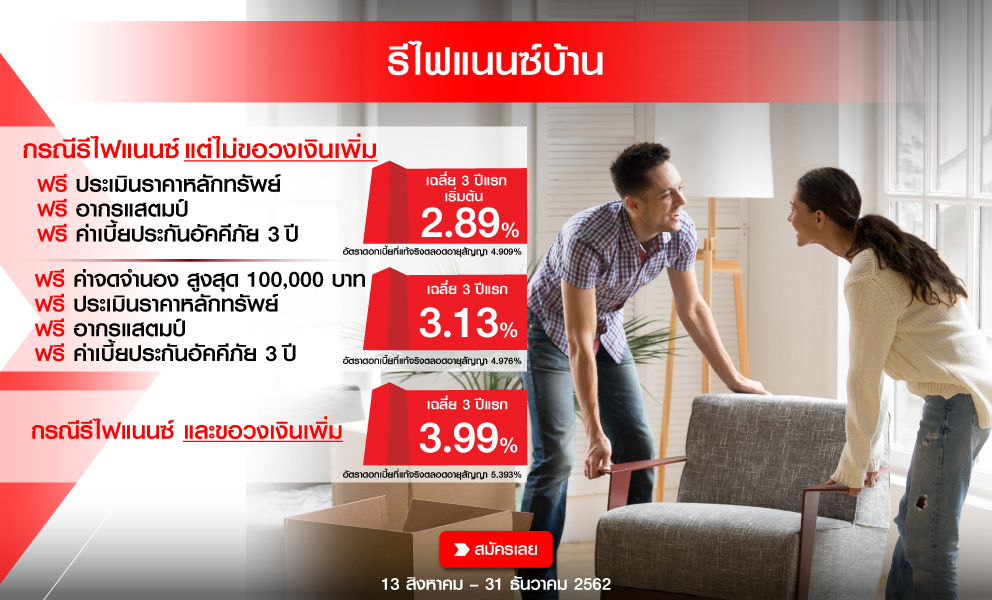 รีไฟแนนซ์บ้าน
กรณีรีไฟแนนซ์ แต่ไม่ขอวงเงินเพิ่ม
ฟรี ประเมินราคาหลักทรัพย์
ฟรี อากรแสตมป์
ฟรี ค่าเบี้ยประกันอัคคีภัย 3 ปี
เฉลี่ย 3 ปีแรก
เริ่มต้น
2.89%
อัตราดอกเบี้ยที่แท้จริงตลอดอายุสัญญา 4.909%
ฟรี ค่าจดจำนอง สูงสุด 100,000 บาท
ฟรี ประเมินราคาหลักทรัพย์
ฟรี อากรแสตมป์
ฟรี ค่าเบี้ยประกันอัคคีภัย 3 ปี
เฉลี่ย 3 ปีแรก
3.13%
อัตราดอกเบี้ยที่แท้จริงตลอดอายุสัญญา 4.976%
กรณีรีไฟแนนซ์ และขอวงเงินเพิ่ม
เฉลี่ย 3 ปีแรก
3.99%
อัตราดอกเบี้ยที่แท้จริงตลอดอายุสัญญา 5.393%
สมัครเลย
13 สิงหาคม – 31 ธันวาคม 2562